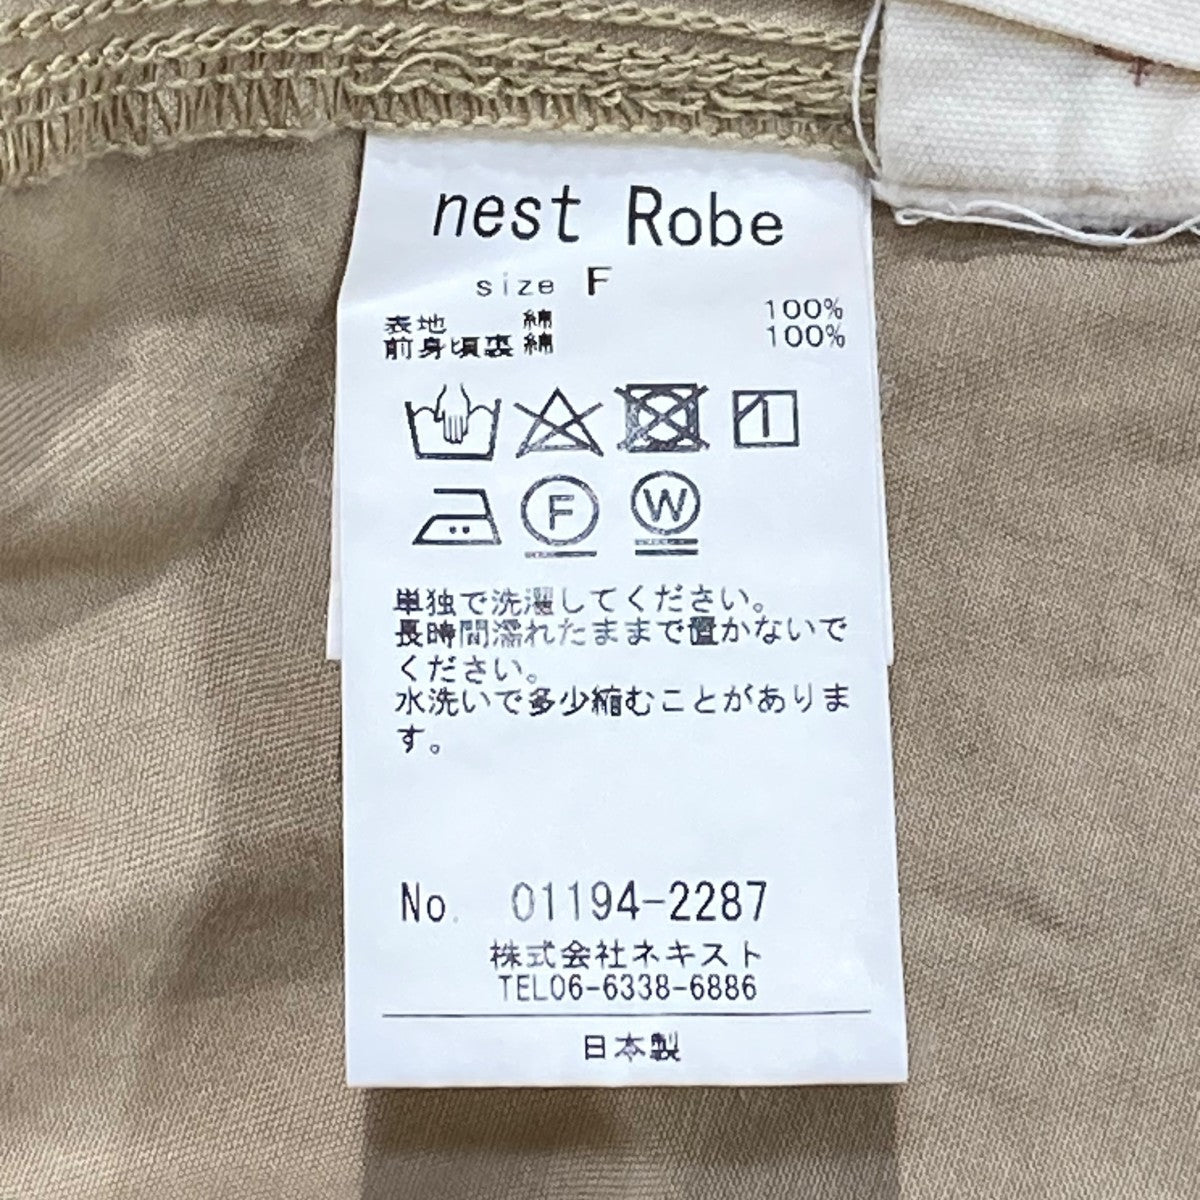 nest Robe
size F
表地 綿 100%
前身頃裏 綿 100%
F W
単独で洗濯してください。
長時間濡れたままで置かないで
ください。
水洗いで多少縮むことがありま
す。
No. 01194-2287
株式会社ネキスト
TEL06-6338-6886
日本製